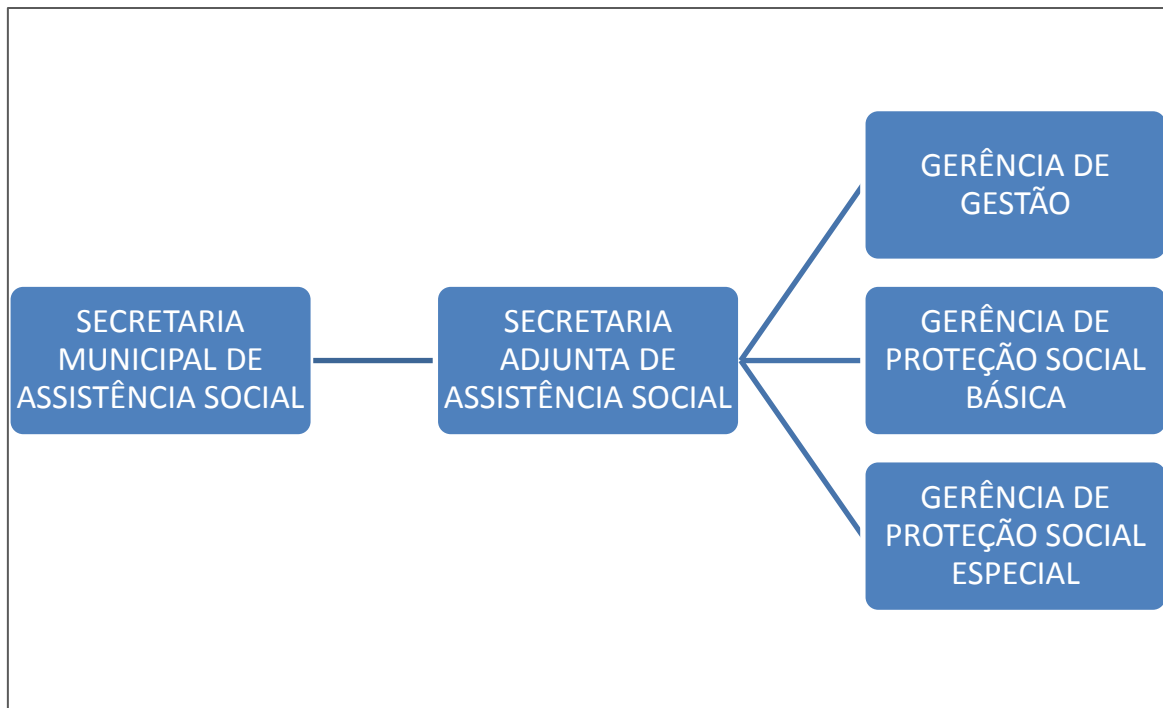 SECRETARIA
MUNICIPAL DE
ASSISTÊNCIA SOCIAL
SECRETARIA
ADJUNTA DE
ASSISTÊNCIA SOCIAL
GERÊNCIA DE
GESTÃO
GERÊNCIA DE
PROTEÇÃO SOCIAL
BÁSICA
GERÊNCIA DE
PROTEÇÃO SOCIAL
ESPECIAL